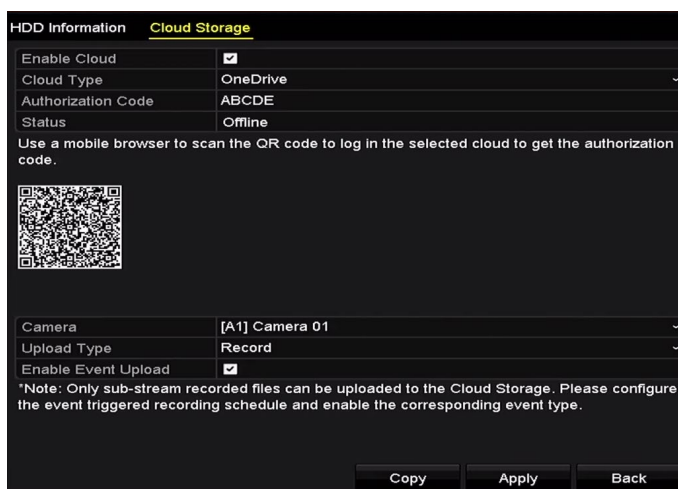 HDD Information Cloud Storage
Enable Cloud
Cloud Type OneDrive
Authorization Code ABCDE
Status Offline
Use a mobile browser to scan the QR code to log in the selected cloud to get the authorization
code.
Camera [A1] Camera 01
Upload Type Record
Enable Event Upload
*Note: Only sub-stream recorded files can be uploaded to the Cloud Storage. Please configure
the event triggered recording schedule and enable the corresponding event type.
Copy Apply Back